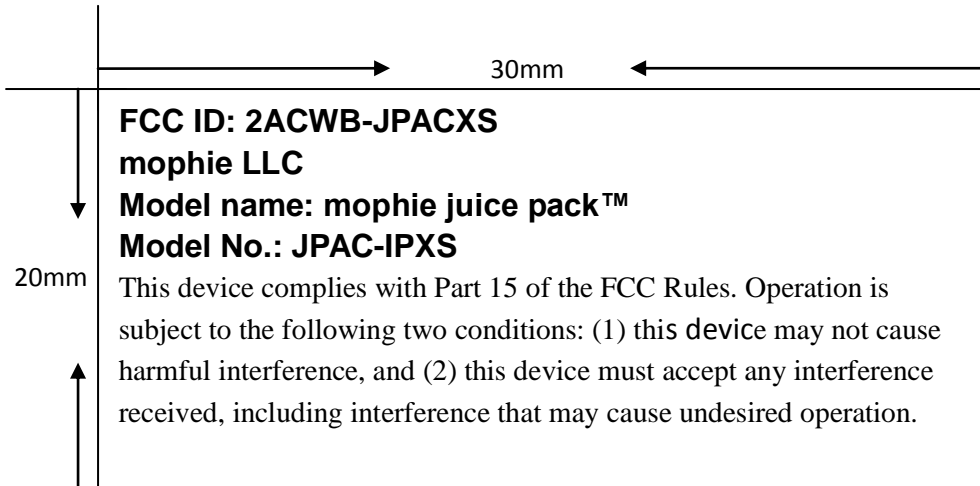 30mm
FCC ID: 2ACWB-JPACXS
mophie LLC
Model name: mophie juice pack™
Model No.: JPAC-IPXS
20mm
This device complies with Part 15 of the FCC Rules. Operation is
subject to the following two conditions: (1) this device may not cause
harmful interference, and (2) this device must accept any interference
received, including interference that may cause undesired operation.